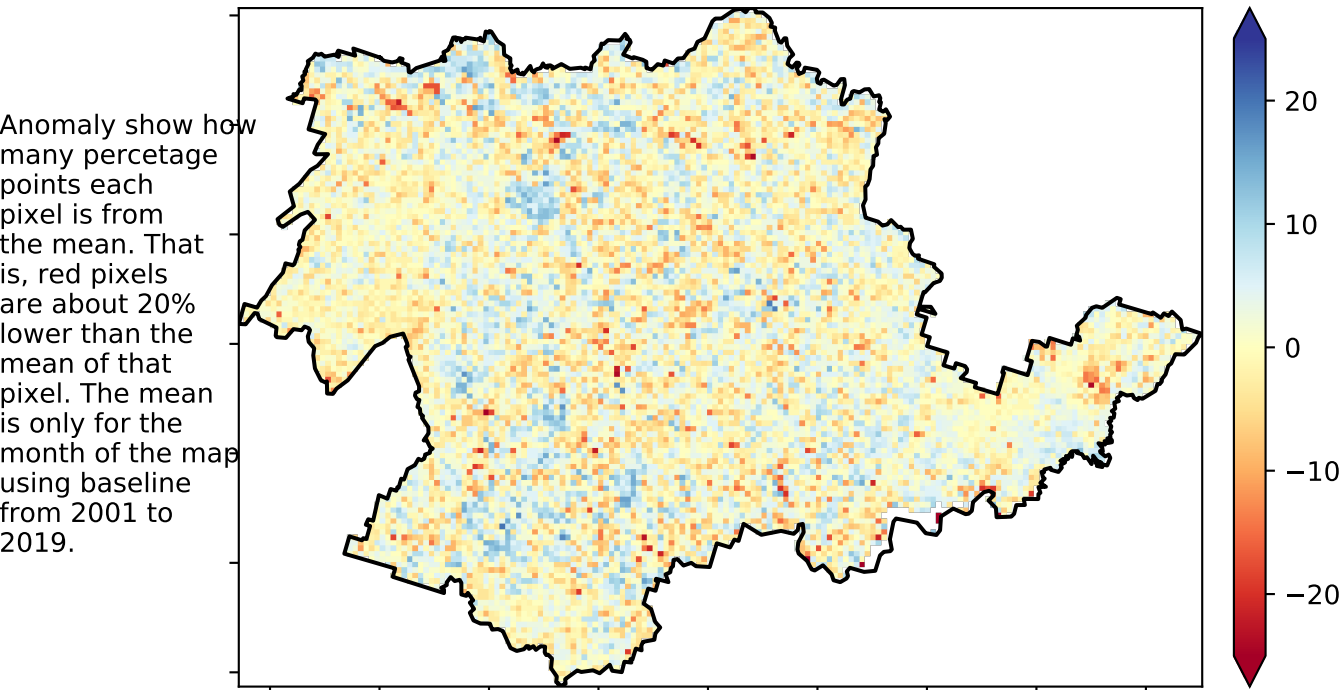 Anomaly show how
many percetage
points each
pixel is from
the mean. That
is, red pixels
are about 20%
lower than the
mean of that
pixel. The mean
is only for the
month of the map
using baseline
from 2001 to
2019.
20
10
0
−10
−20